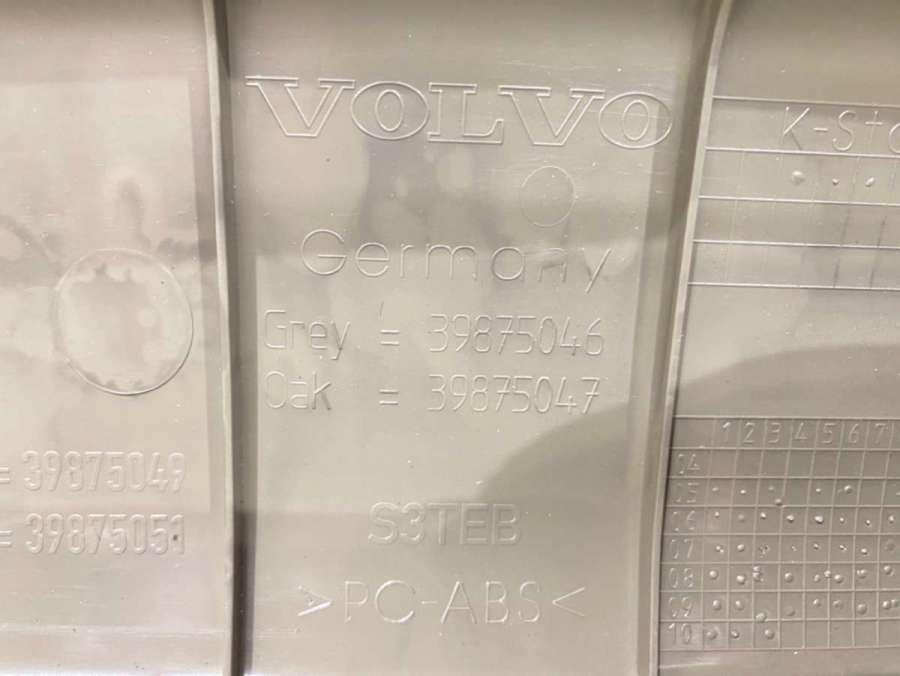 VOLVO
Germany
Grey = 39875046
Oak = 39875047
S3TEB
>PC-ABS<
= 39875049
= 39875051
K-Sto
1 2 3 4 5 6 7
04
05
06
07
08
09
10